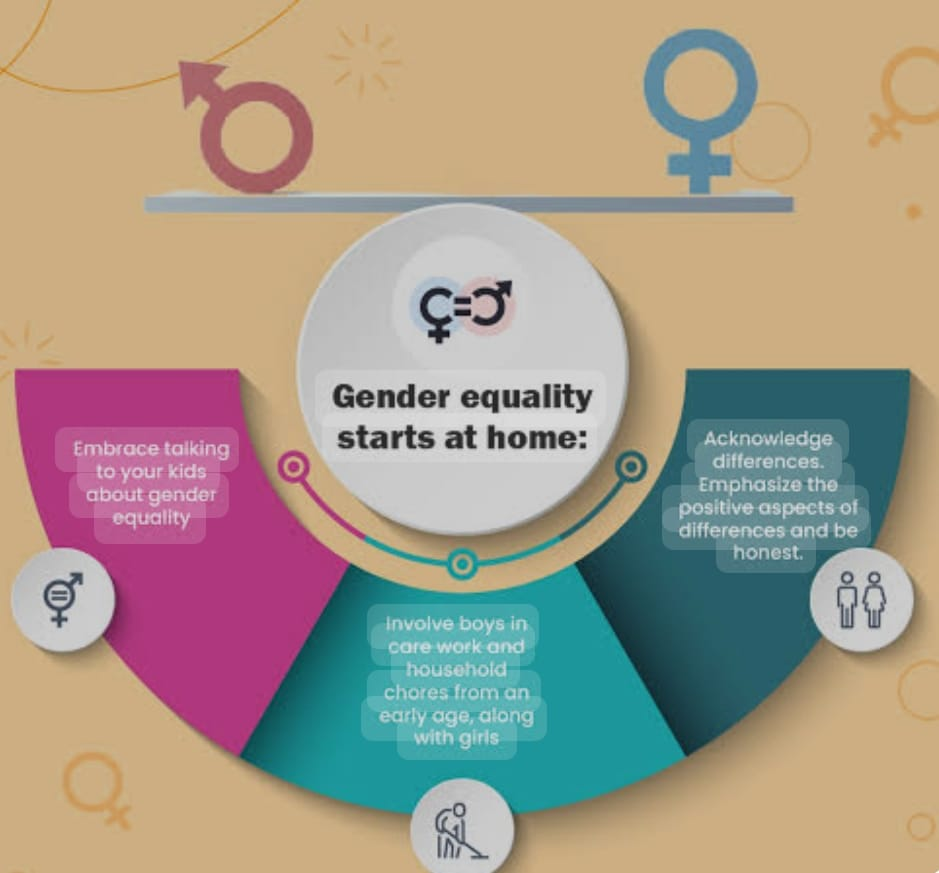 Gender equality
starts at home:
Embrace talking
to your kids
about gender
equality
Involve boys in
care work and
household
chores from an
early age, along
with girls
Acknowledge
differences.
Emphasize the
positive aspects of
differences and be
honest.